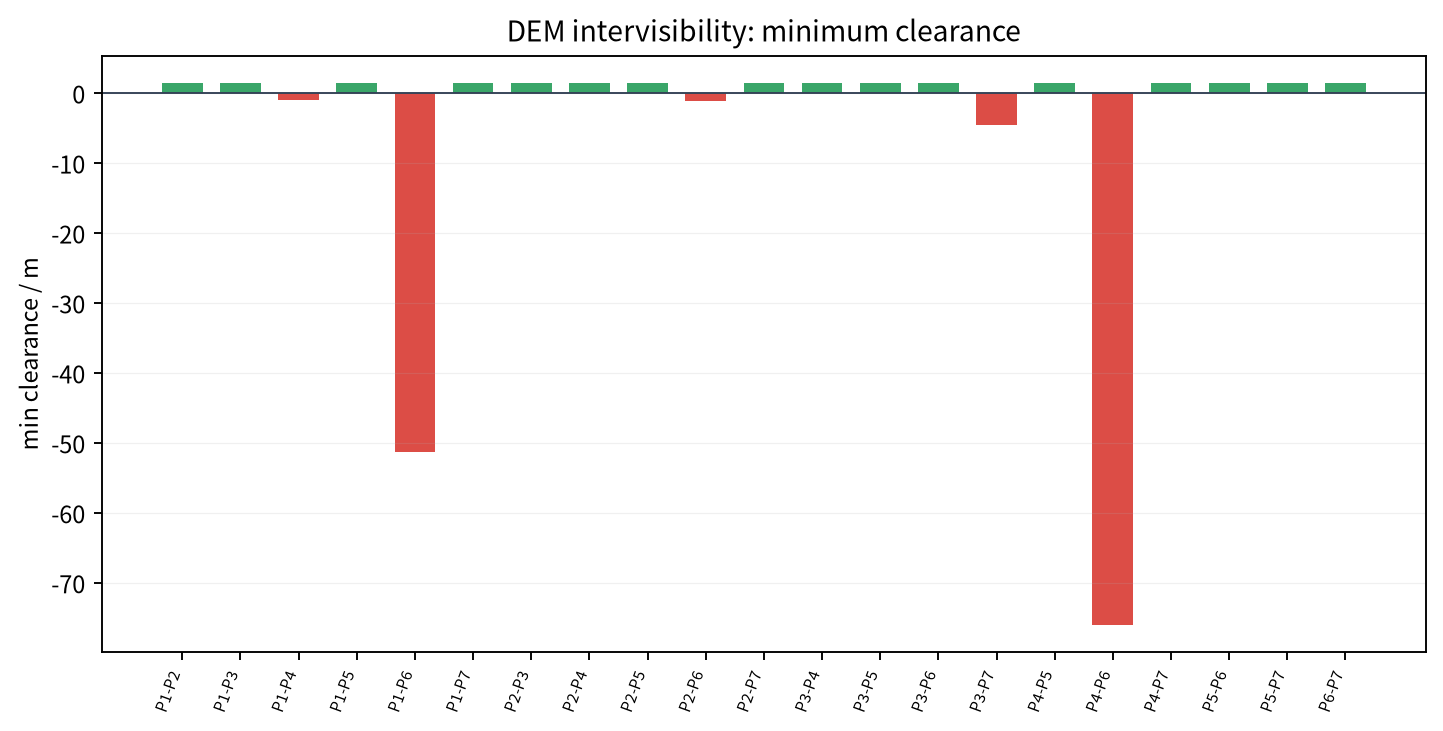 DEM intervisibility: minimum clearance
min clearance / m
0
-10
-20
-30
-40
-50
-60
-70
P1-P2
P1-P3
P1-P4
P1-P5
P1-P6
P1-P7
P2-P3
P2-P4
P2-P5
P2-P6
P2-P7
P3-P4
P3-P5
P3-P6
P3-P7
P4-P5
P4-P6
P4-P7
P5-P6
P5-P7
P6-P7